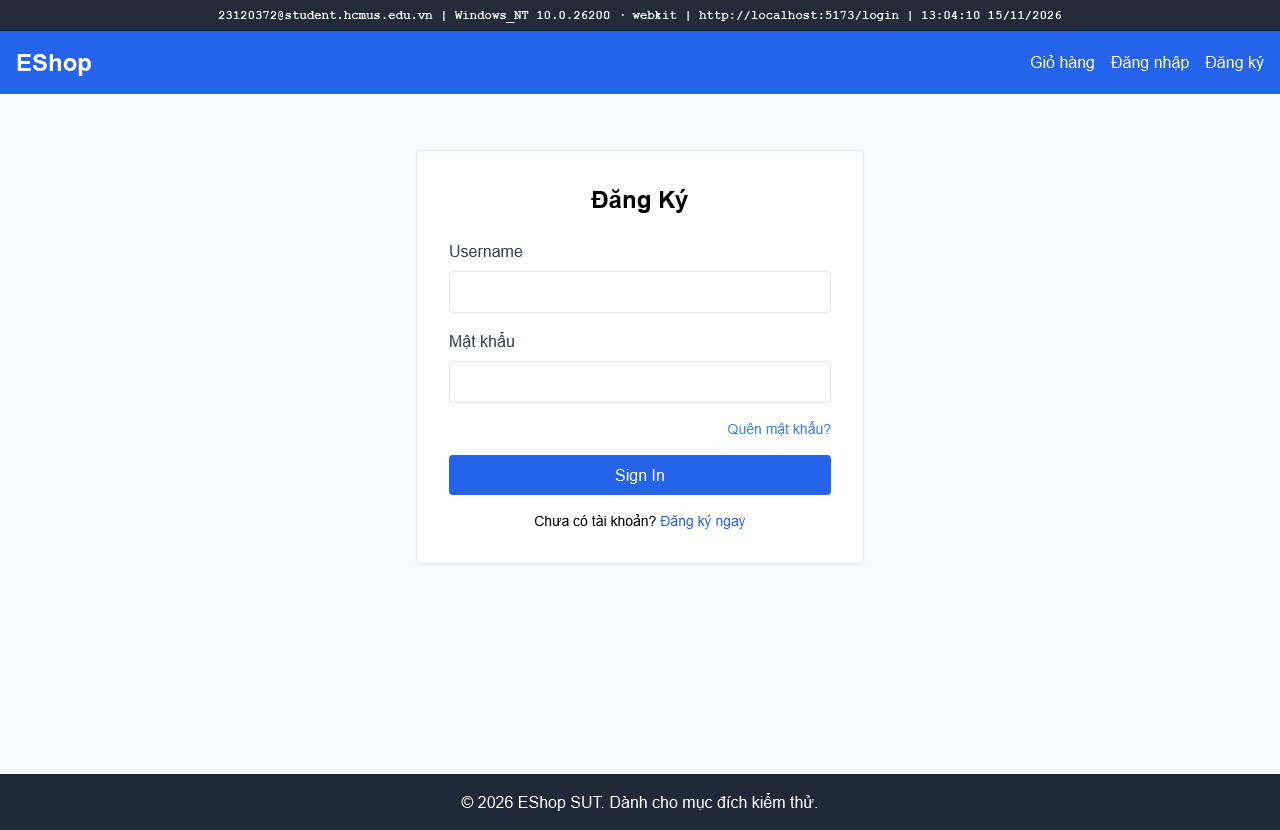 23120372@student.hcmus.edu.vn | Windows_NT 10.0.26200 · webkit | http://localhost:5173/login | 13:04:10 15/11/2026
EShop
Giỏ hàng Đăng nhập Đăng ký
Đăng Ký
Username
Mật khẩu
Quên mật khẩu?
Sign In
Chưa có tài khoản? Đăng ký ngay
© 2026 EShop SUT. Dành cho mục đích kiểm thử.